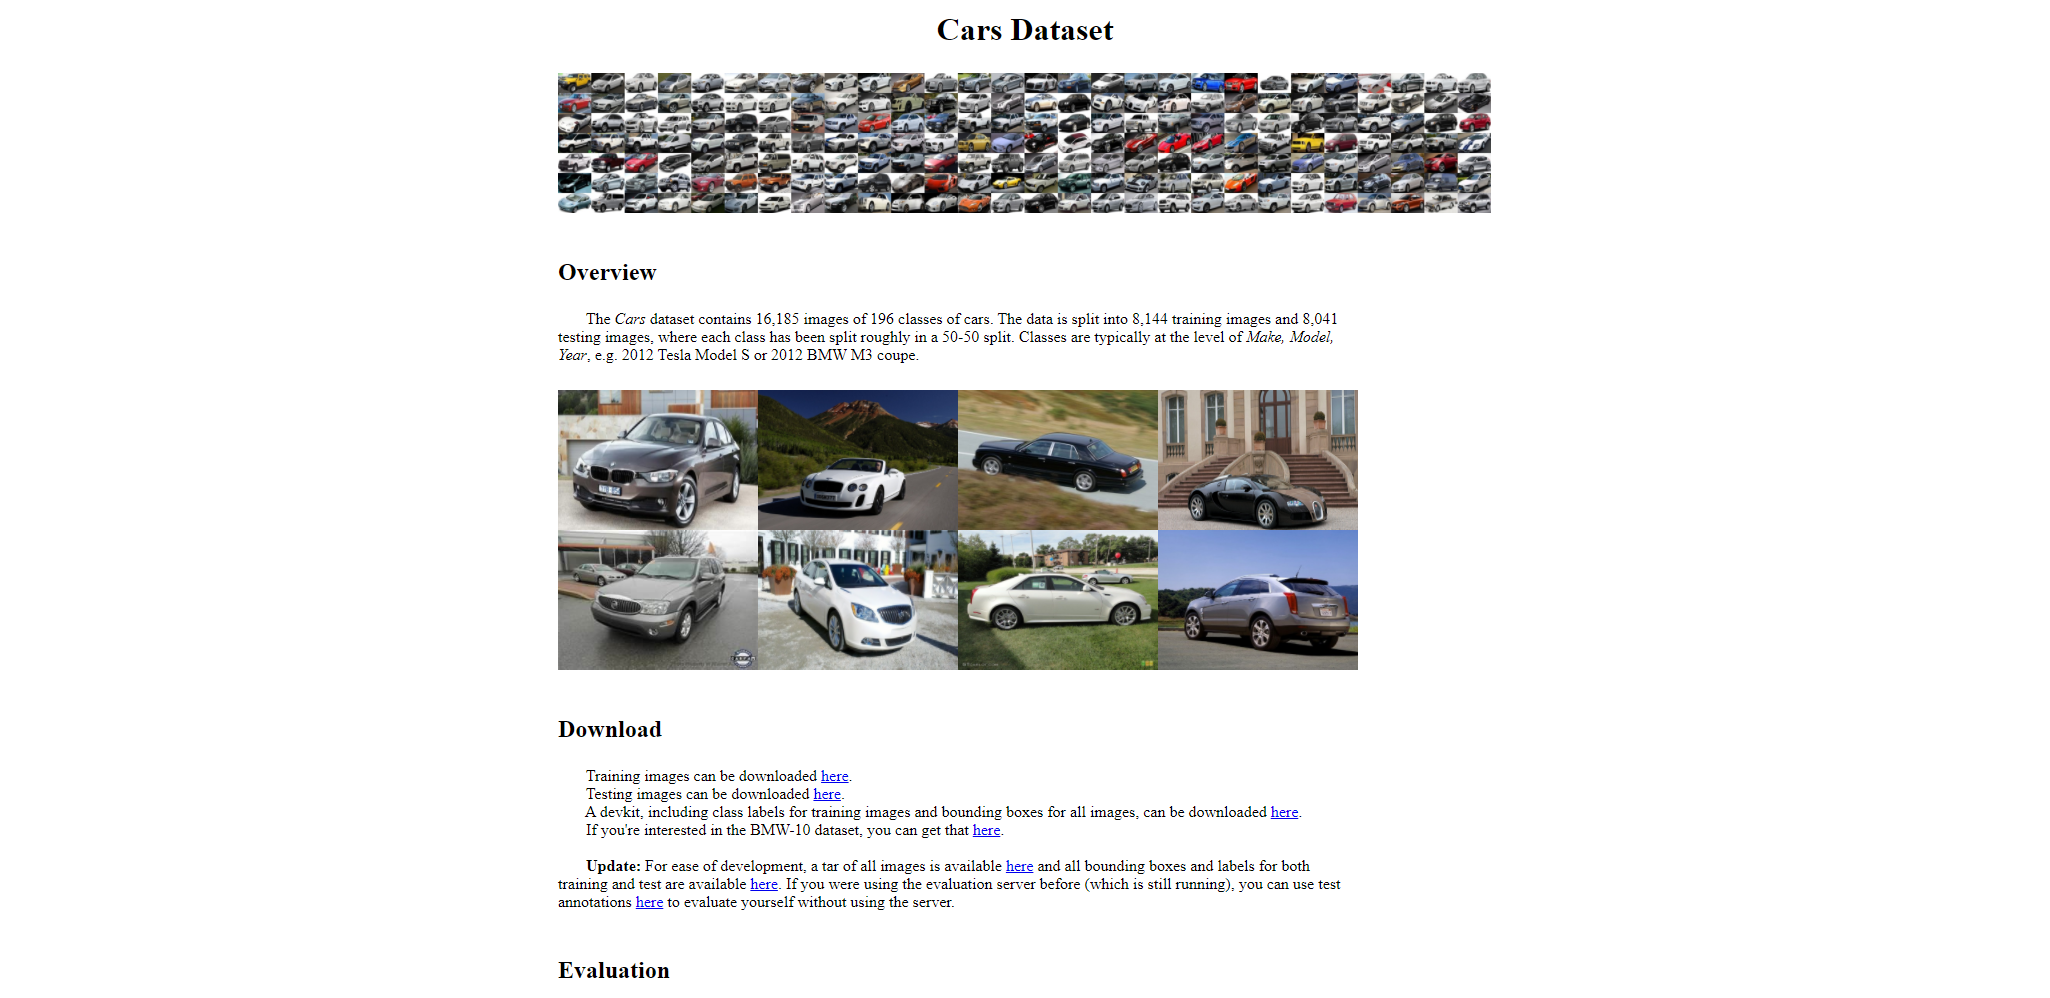 Cars Dataset
Overview
The Cars dataset contains 16,185 images of 196 classes of cars. The data is split into 8,144 training images and 8,041
testing images, where each class has been split roughly in a 50-50 split. Classes are typically at the level of Make, Model,
Year, e.g. 2012 Tesla Model S or 2012 BMW M3 coupe.
Download
Training images can be downloaded here.
Testing images can be downloaded here.
A devkit, including class labels for training images and bounding boxes for all images, can be downloaded here.
If you're interested in the BMW-10 dataset, you can get that here.
Update: For ease of development, a tar of all images is available here and all bounding boxes and labels for both
training and test are available here. If you were using the evaluation server before (which is still running), you can use test
annotations here to evaluate yourself without using the server.
Evaluation